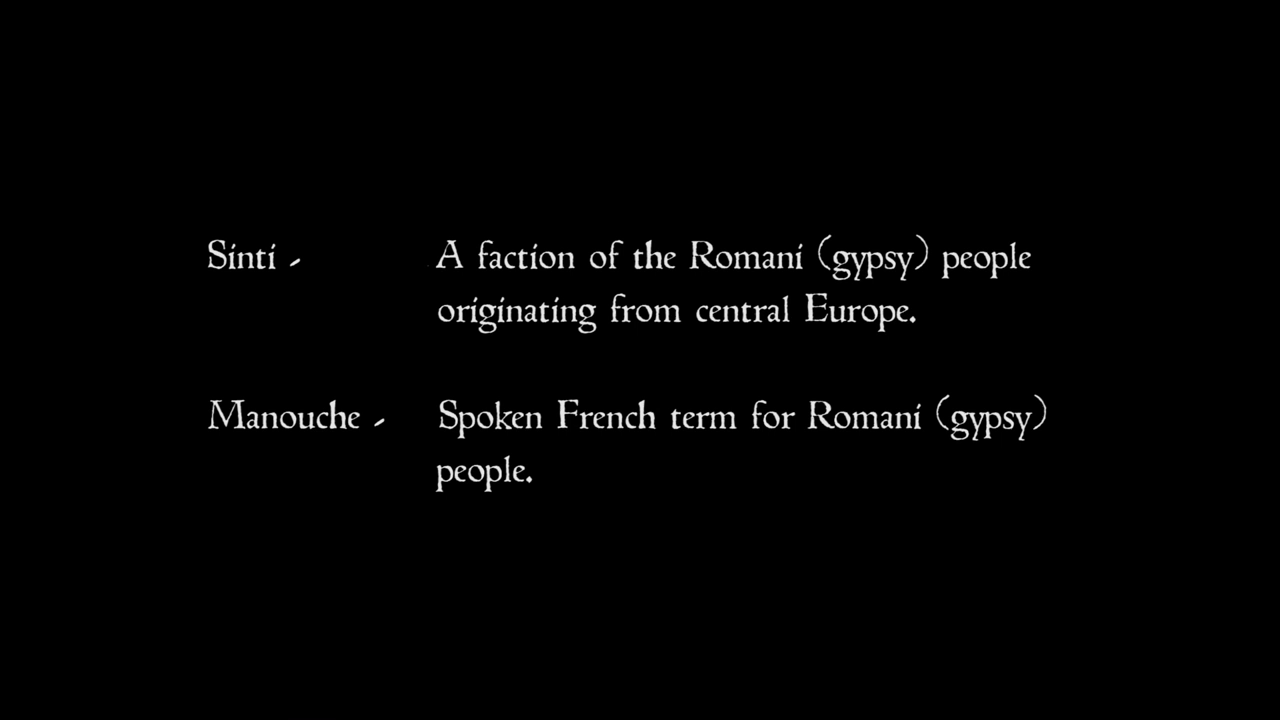 Sinti - A faction of the Romani (gypsy) people
originating from central Europe.
Manouche - Spoken French term for Romani (gypsy)
people.